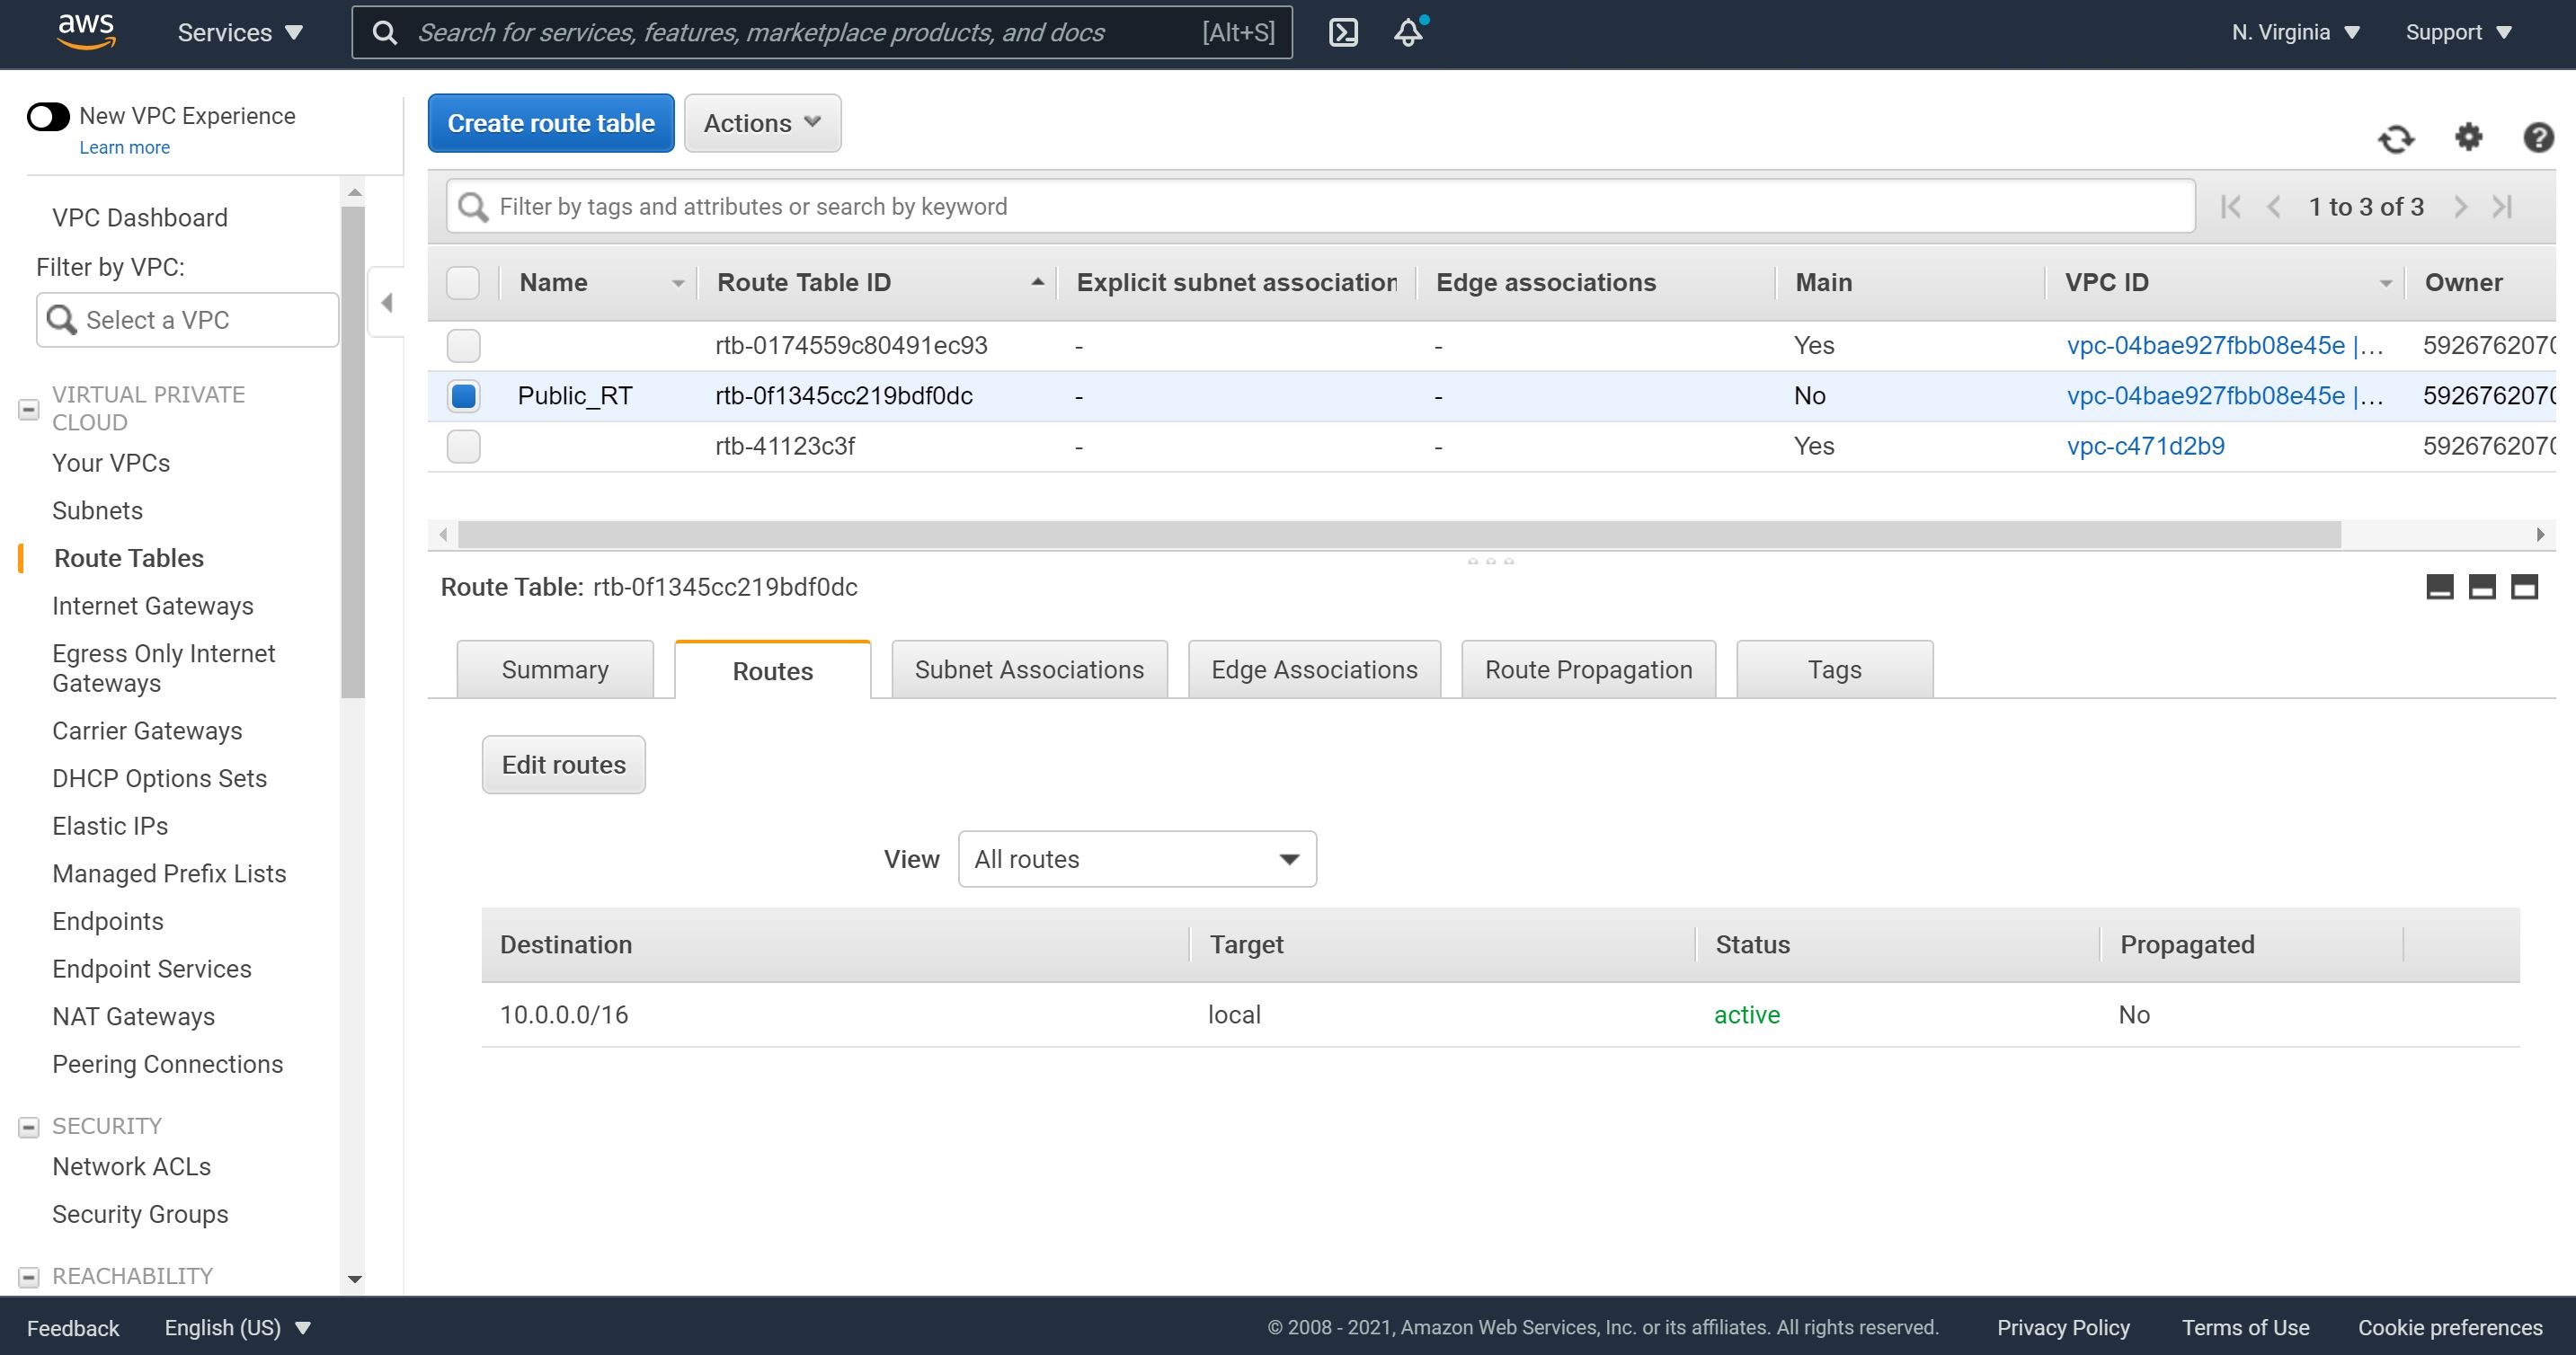 aws
Services
Search for services, features, marketplace products, and docs [Alt+S]
N. Virginia
Support
New VPC Experience
Learn more
VPC Dashboard
Filter by VPC:
Select a VPC
VIRTUAL PRIVATE
CLOUD
Your VPCs
Subnets
Route Tables
Internet Gateways
Egress Only Internet
Gateways
Carrier Gateways
DHCP Options Sets
Elastic IPs
Managed Prefix Lists
Endpoints
Endpoint Services
NAT Gateways
Peering Connections
SECURITY
Network ACLs
Security Groups
REACHABILITY
Create route table
Actions
Filter by tags and attributes or search by keyword
1 to 3 of 3
Name Route Table ID Explicit subnet association Edge associations Main VPC ID Owner
rtb-0174559c80491ec93 - - Yes vpc-04bae927fbb08e45e |... 5926762070
Public_RT rtb-0f1345cc219bdf0dc - - No vpc-04bae927fbb08e45e |... 5926762070
rtb-41123c3f - - Yes vpc-c471d2b9 5926762070
Route Table: rtb-0f1345cc219bdf0dc
Summary Routes Subnet Associations Edge Associations Route Propagation Tags
Edit routes
View All routes
Destination Target Status Propagated
10.0.0.0/16 local active No
Feedback English (US) © 2008 - 2021, Amazon Web Services, Inc. or its affiliates. All rights reserved. Privacy Policy Terms of Use Cookie preferences